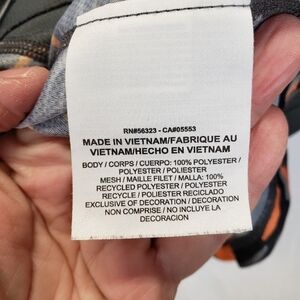 RN#56323 - CA#05553
MADE IN VIETNAM/FABRIQUE AU
VIETNAM/HECHO EN VIETNAM
BODY / CORPS / CUERPO: 100% POLYESTER /
POLYESTER / POLIESTER
MESH / MAILLE FILET / MALLA: 100%
RECYCLED POLYESTER / POLYESTER
RECYCLE / POLIESTER RECICLADO
EXCLUSIVE OF DECORATION / DECORATION
NON COMPRISE / NO INCLUYE LA
DECORACION